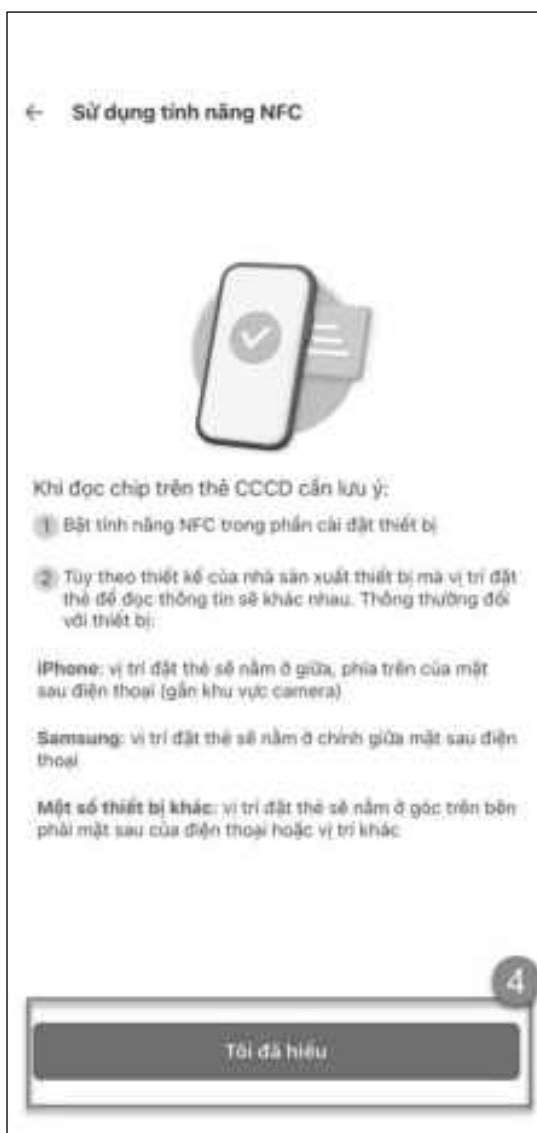 ← Sử dụng tính năng NFC
Khi đọc chip trên thẻ CCCD cần lưu ý:
1 Bật tính năng NFC trong phần cài đặt thiết bị
2 Tùy theo thiết kế của nhà sản xuất thiết bị mà vị trí đặt
thẻ để đọc thông tin sẽ khác nhau. Thông thường đối
với thiết bị:
iPhone: vị trí đặt thẻ sẽ nằm ở giữa, phía trên của mặt
sau điện thoại (gần khu vực camera)
Samsung: vị trí đặt thẻ sẽ nằm ở chính giữa mặt sau điện
thoại
Một số thiết bị khác: vị trí đặt thẻ sẽ nằm ở góc trên bên
phải mặt sau của điện thoại hoặc vị trí khác
4
Tôi đã hiểu